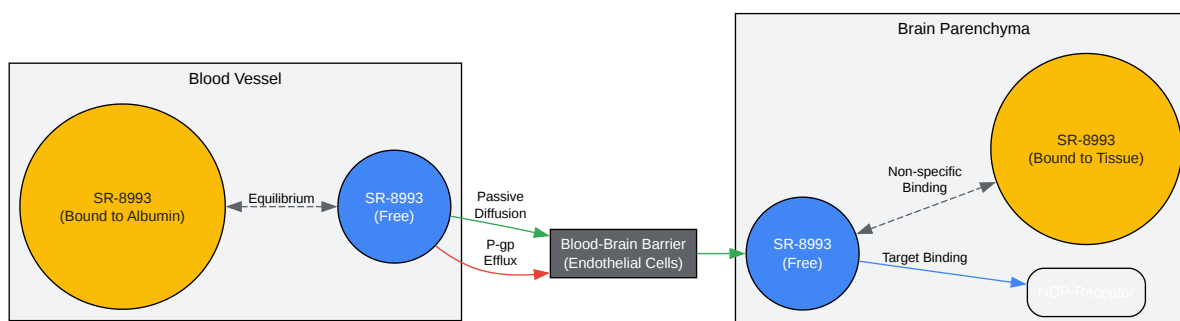 Blood Vessel
SR-8993
(Bound to Albumin)
Equilibrium
SR-8993
(Free)
Passive
Diffusion
P-gp
Efflux
Blood-Brain Barrier
(Endothelial Cells)
Brain Parenchyma
SR-8993
(Free)
Non-specific
Binding
SR-8993
(Bound to Tissue)
Target Binding
NOP-Receptor